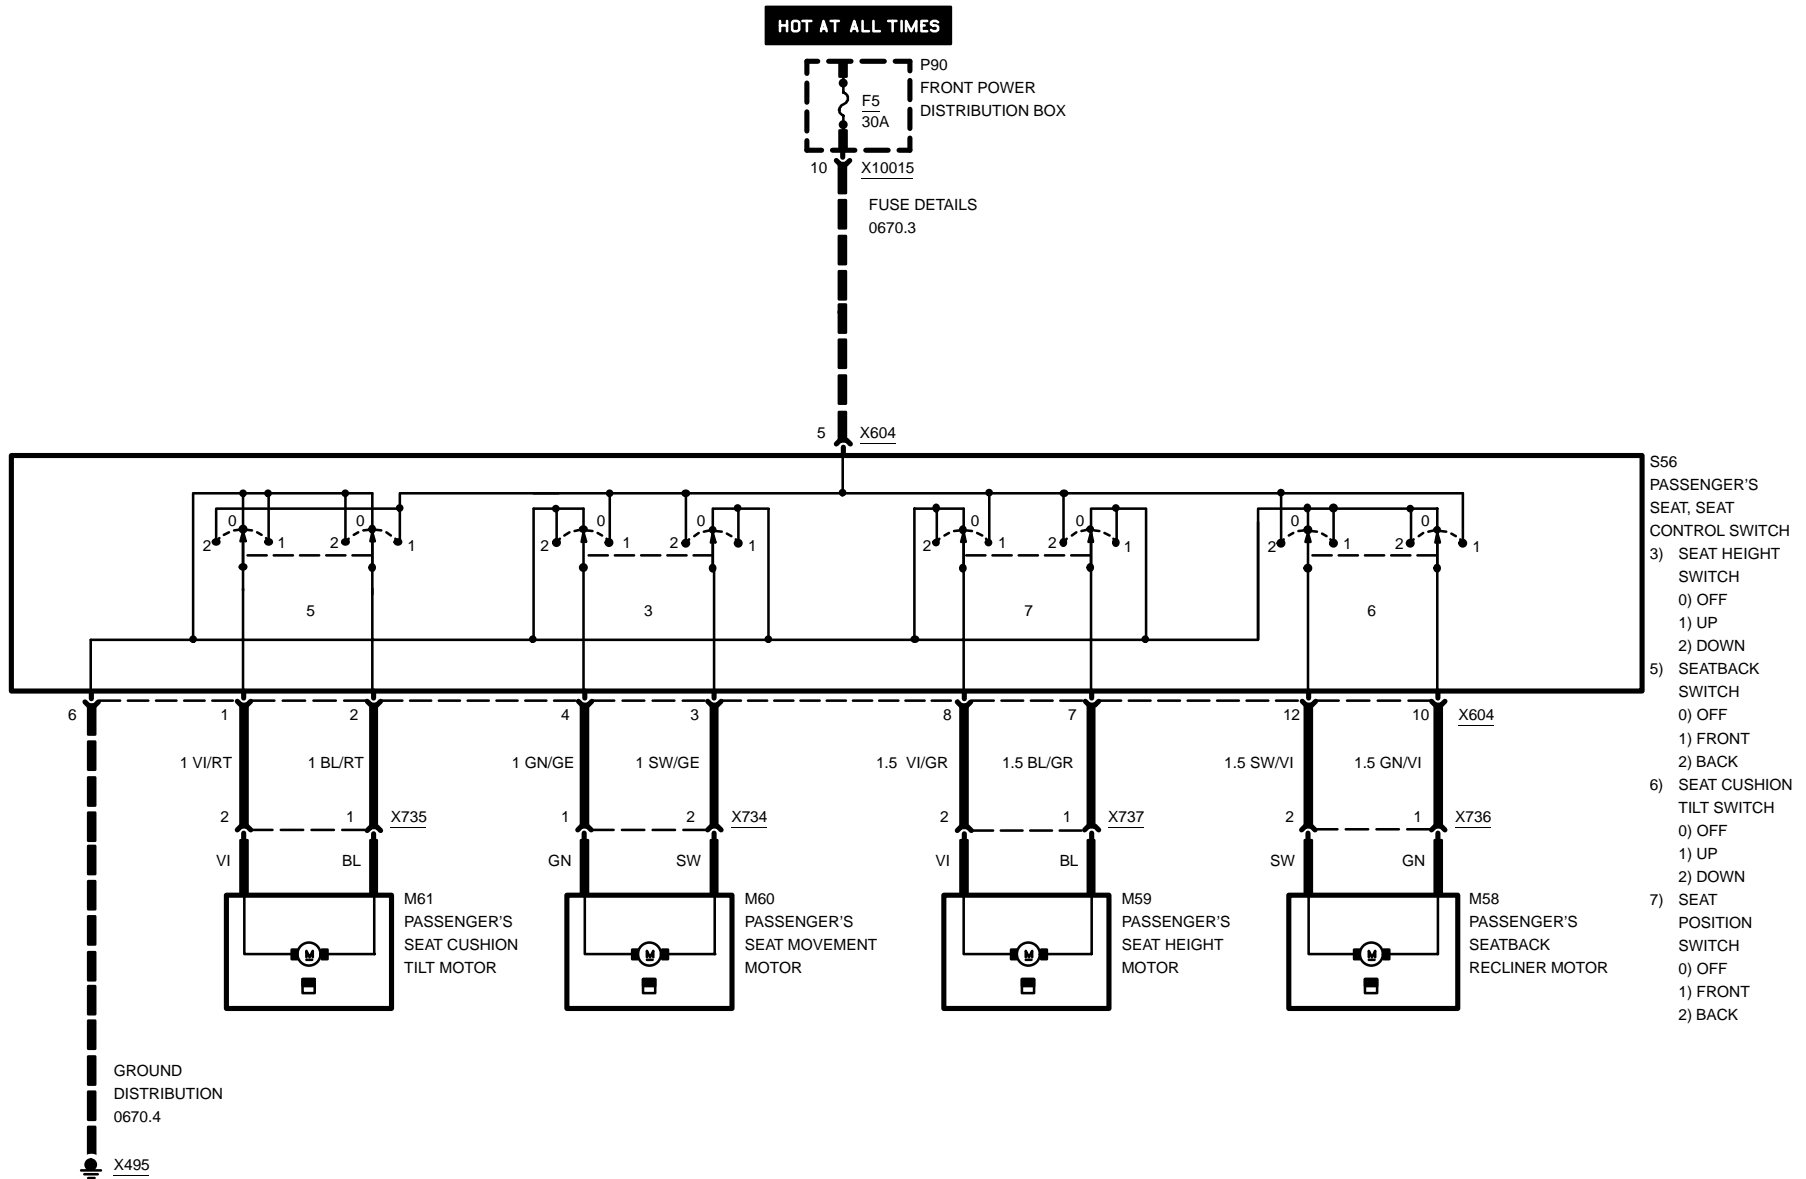 HOT AT ALL TIMES
P90
FRONT POWER
DISTRIBUTION BOX
F5
30A
10 X10015
FUSE DETAILS
0670.3
5 X604
S56
PASSENGER'S
SEAT, SEAT
CONTROL SWITCH
3) SEAT HEIGHT
SWITCH
0) OFF
1) UP
2) DOWN
5) SEATBACK
SWITCH
0) OFF
1) FRONT
2) BACK
6) SEAT CUSHION
TILT SWITCH
0) OFF
1) UP
2) DOWN
7) SEAT
POSITION
SWITCH
0) OFF
1) FRONT
2) BACK
0 0 0 0 0 0 0 0
2 1 2 1 2 1 2 1 2 1 2 1 2 1 2 1
5 3 7 6
6 1 2 4 3 8 7 12 10 X604
1 VI/RT 1 BL/RT 1 GN/GE 1 SW/GE 1.5 VI/GR 1.5 BL/GR 1.5 SW/VI 1.5 GN/VI
2 1 X735 1 2 X734 2 1 X737 2 1 X736
VI BL GN SW VI BL SW GN
M61
PASSENGER'S
SEAT CUSHION
TILT MOTOR
M
M60
PASSENGER'S
SEAT MOVEMENT
MOTOR
M
M59
PASSENGER'S
SEAT HEIGHT
MOTOR
M
M58
PASSENGER'S
SEATBACK
RECLINER MOTOR
M
GROUND
DISTRIBUTION
0670.4
X495